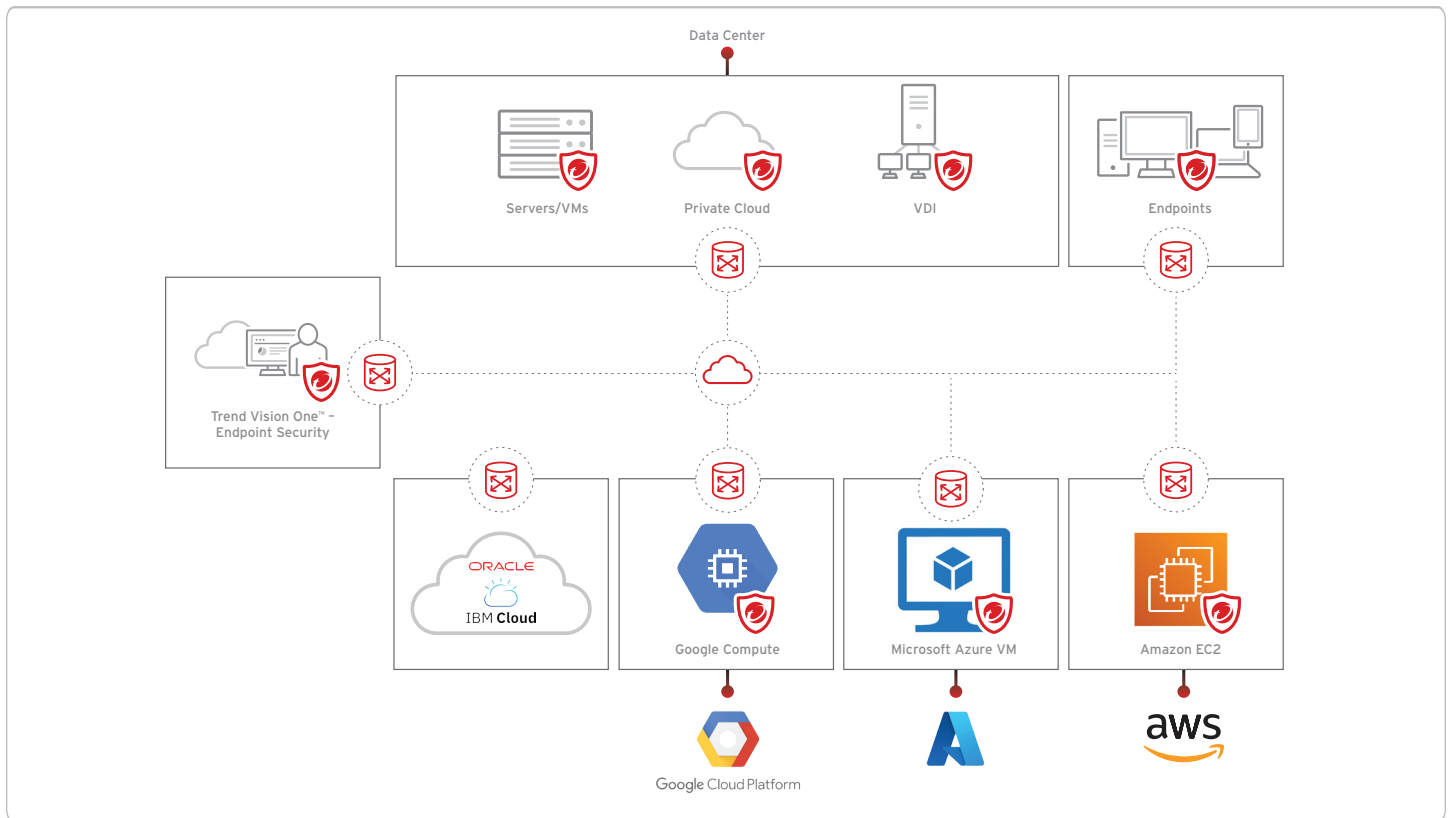 Data Center
Servers/VMs
Private Cloud
VDI
Endpoints
Trend Vision One™ –
Endpoint Security
ORACLE
IBM Cloud
Google Compute
Microsoft Azure VM
Amazon EC2
aws
Google Cloud Platform